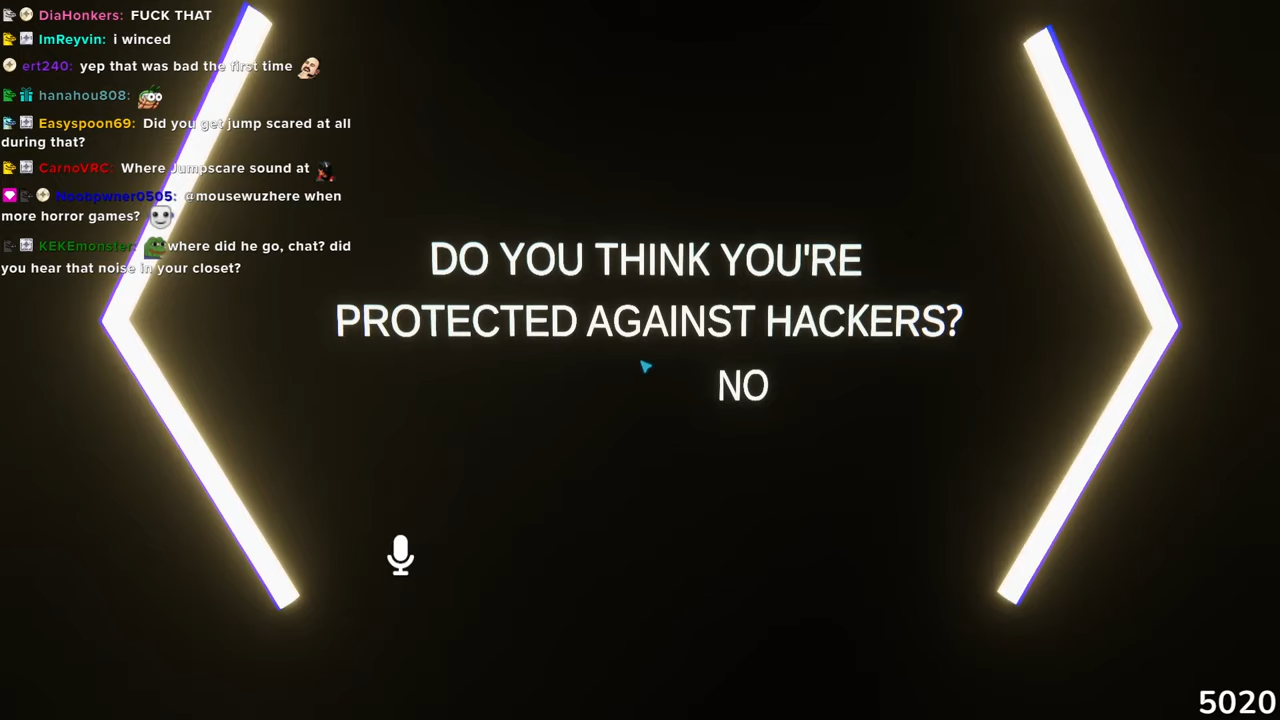 DiaHonkers: FUCK THAT
ImReyvin: i winced
ert240: yep that was bad the first time
hanahou808:
Easyspoon69: Did you get jump scared at all
during that?
CarnoVRC: Where Jumpscare sound at
Noobpwner0505: @mousewuzhere when
more horror games?
KEKEmonster: where did he go, chat? did
you hear that noise in your closet?
DO YOU THINK YOU'RE
PROTECTED AGAINST HACKERS?
NO
5020